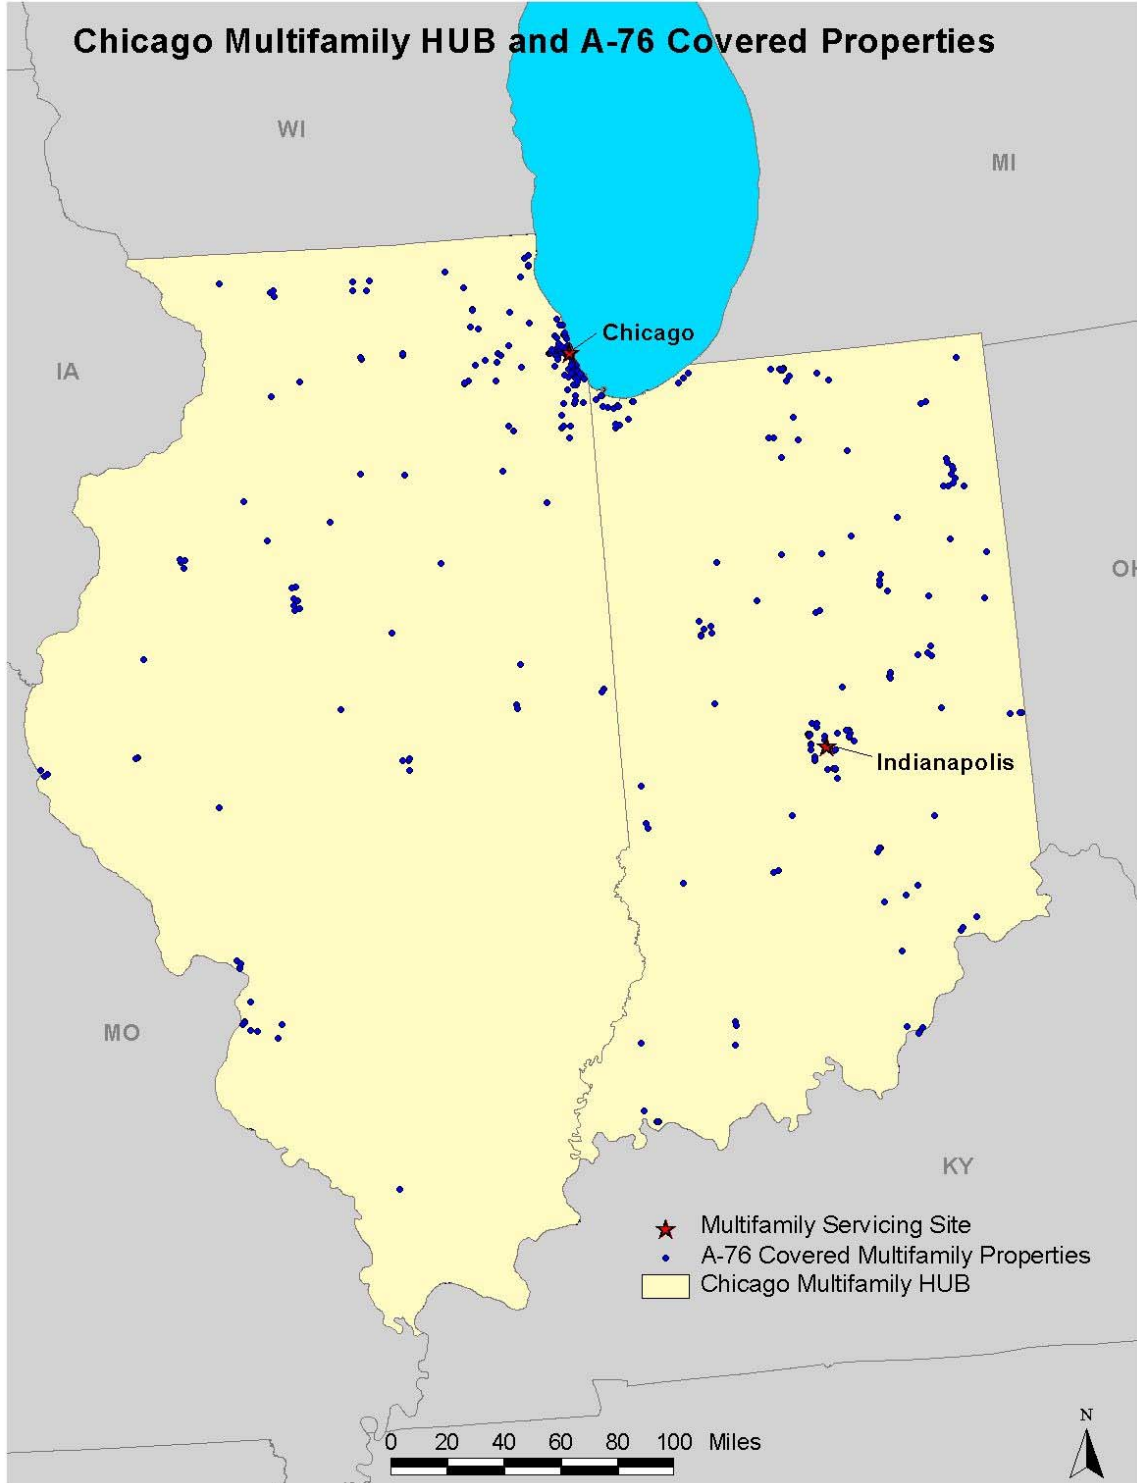 Chicago Multifamily HUB and A-76 Covered Properties
WI
MI
Chicago
IA
OH
Indianapolis
MO
KY
Multifamily Servicing Site
A-76 Covered Multifamily Properties
Chicago Multifamily HUB
N
0 20 40 60 80 100 Miles